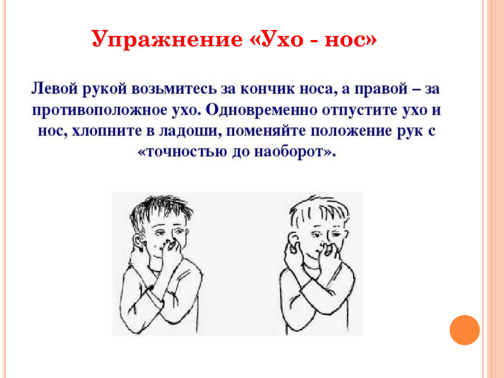 Упражнение «Ухо - нос»
Левой рукой возьмитесь за кончик носа, а правой – за
противоположное ухо. Одновременно отпустите ухо и
нос, хлопните в ладоши, поменяйте положение рук с
«точностью до наоборот».